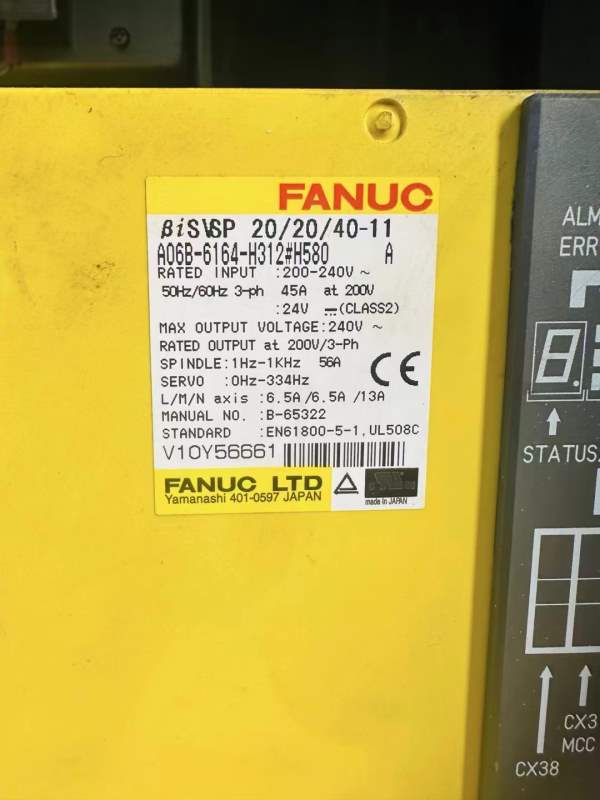 FANUC
βiSVSP 20/20/40-11
A06B-6164-H312#H580 A
RATED INPUT :200-240V ~
50Hz/60Hz 3-ph 45A at 200V
:24V ⎓(CLASS2)
MAX OUTPUT VOLTAGE:240V ~
RATED OUTPUT at 200V/3-Ph
SPINDLE:1Hz-1KHz 56A
SERVO :0Hz-334Hz
CE
L/M/N axis :6.5A/6.5A/13A
MANUAL NO. :B-65322
STANDARD :EN61800-5-1,UL508C
V10Y56661
FANUC LTD
Yamanashi 401-0597 JAPAN
made in JAPAN
ALM
ERR
STATUS
CX3
MCC
CX38